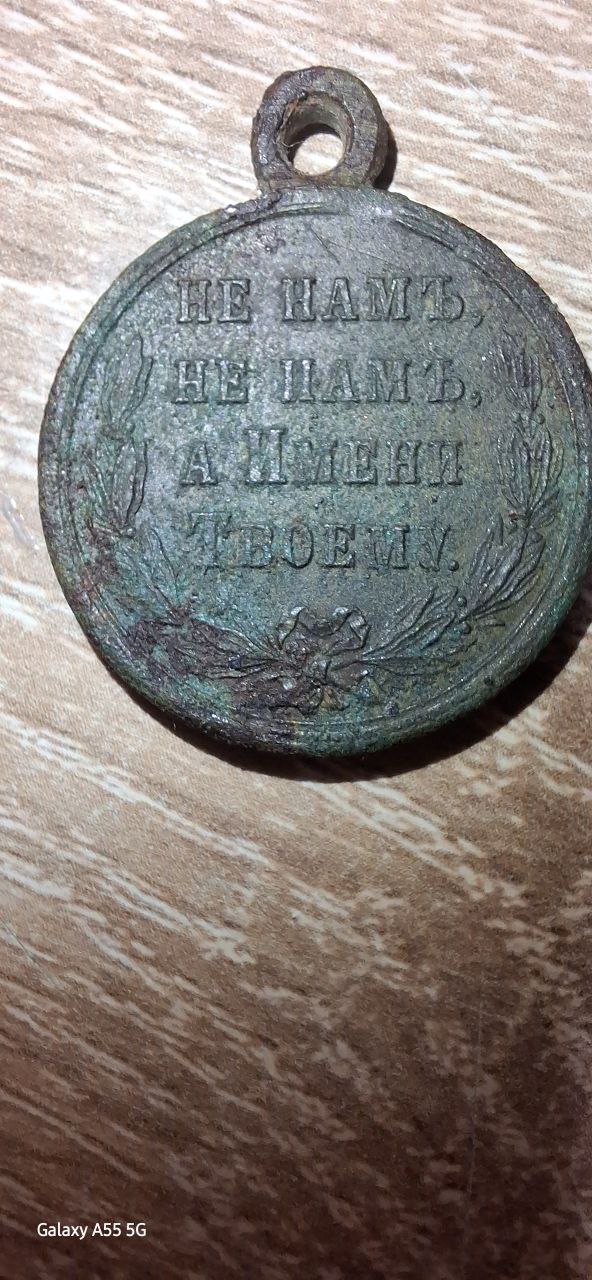 НЕ НАМЪ,
НЕ НАМЪ,
А ИМЕНИ
ТВОЕМУ.
Galaxy A55 5G